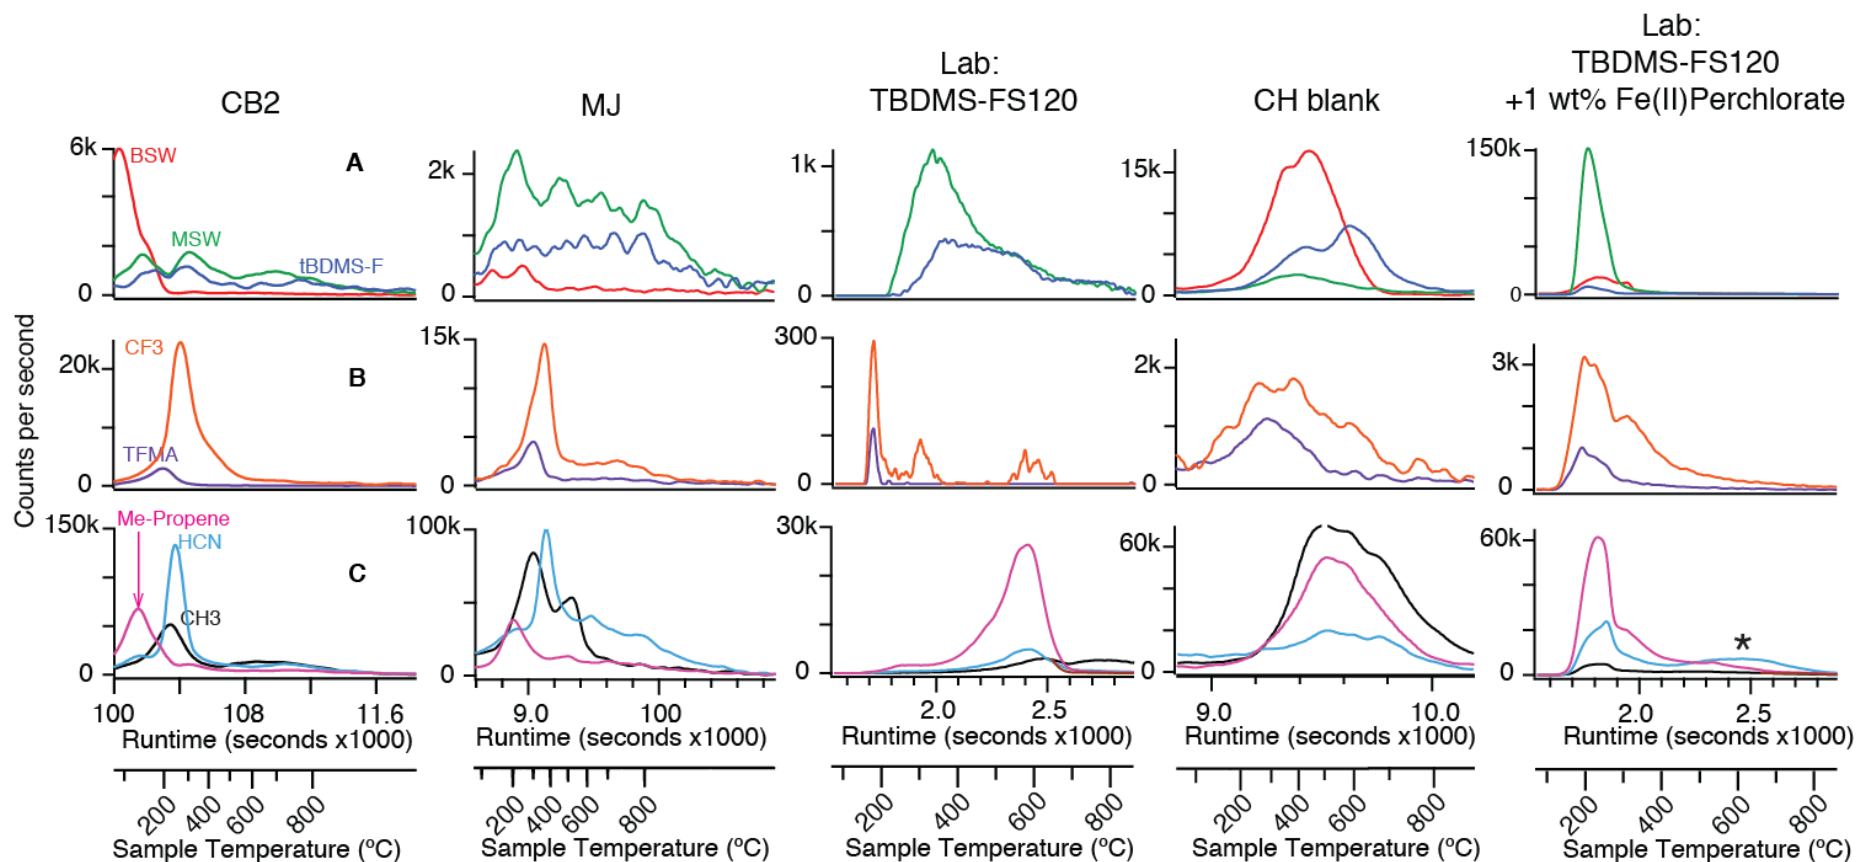 CB2
MJ
Lab:
TBDMS-FS120
CH blank
Lab:
TBDMS-FS120
+1 wt% Fe(II)Perchlorate
Counts per second
6k
0
BSW
MSW
tBDMS-F
A
2k
0
1k
0
15k
0
150k
0
20k
0
CF3
TFMA
B
15k
0
300
0
2k
0
3k
0
150k
0
Me-Propene
HCN
CH3
C
100k
0
30k
0
60k
0
60k
0
*
100 108 11.6
Runtime (seconds x1000)
9.0 100
Runtime (seconds x1000)
2.0 2.5
Runtime (seconds x1000)
9.0 10.0
Runtime (seconds x1000)
2.0 2.5
Runtime (seconds x1000)
200 400 600 800
Sample Temperature (ºC)
200 400 600 800
Sample Temperature (ºC)
200 400 600 800
Sample Temperature (ºC)
200 400 600 800
Sample Temperature (ºC)
200 400 600 800
Sample Temperature (ºC)